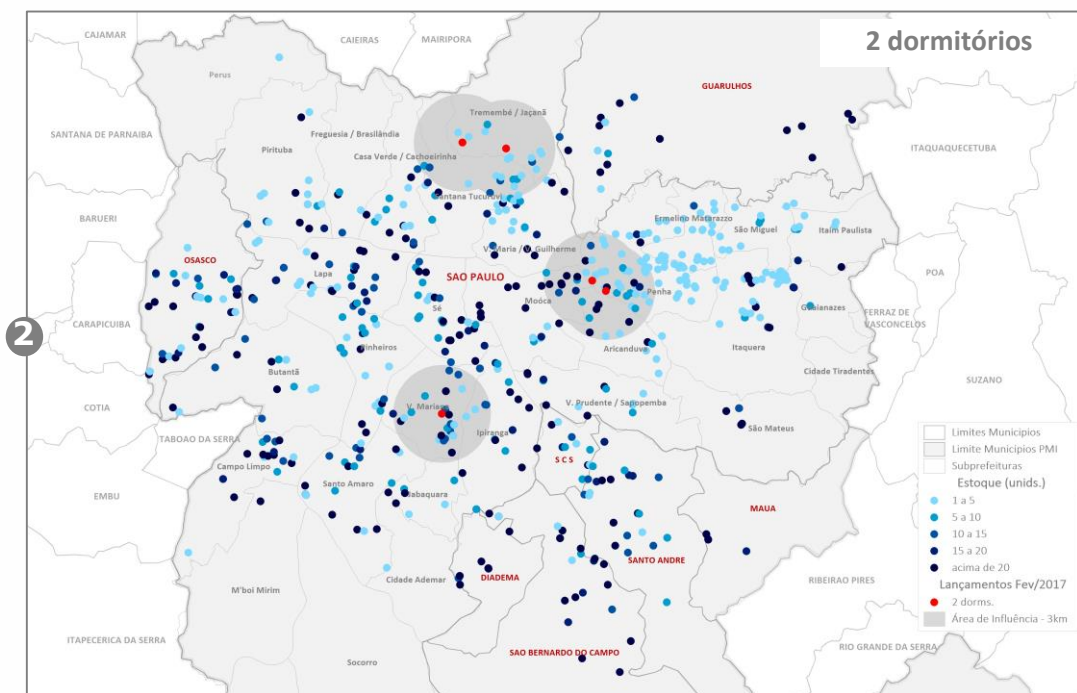 2 dormitórios
CAJAMAR
CAIEIRAS
MAIRIPORA
Perus
GUARULHOS
SANTANA DE PARNAIBA
Tremambé / Jaçanã
Freguesia / Brasilândia
Pirituba
Casa Verde / Cachoeirinha
ITAQUAQUECETUBA
Santana Tucuruvi
BARUERI
Ermelino Matarazzo
São Miguel
Itaim Paulista
V. Maria / V. Guilherme
OSASCO
Lapa
SAO PAULO
POA
Penha
Moóca
Sé
Guaianazes
FERRAZ DE
VASCONCELOS
CARAPICUIBA
2
Pinheiros
Aricanduva
Itaquera
Butantã
Cidade Tiradentes
SUZANO
COTIA
V. Mariana
V. Prudente / Sapopemba
São Mateus
TABOAO DA SERRA
Ipiranga
Campo Limpo
S C S
Santo Amaro
EMBU
Jabaquara
MAUA
SANTO ANDRE
Cidade Ademar
DIADEMA
M'boi Mirim
RIBEIRAO PIRES
ITAPECERICA DA SERRA
RIO GRANDE DA SERRA
SAO BERNARDO DO CAMPO
Socorro
Limites Municipios
Limite Municipios PMI
Subprefeituras
Estoque (unids.)
1 a 5
5 a 10
10 a 15
15 a 20
acima de 20
Lançamentos Fev/2017
2 dorms.
Área de Influência - 3km